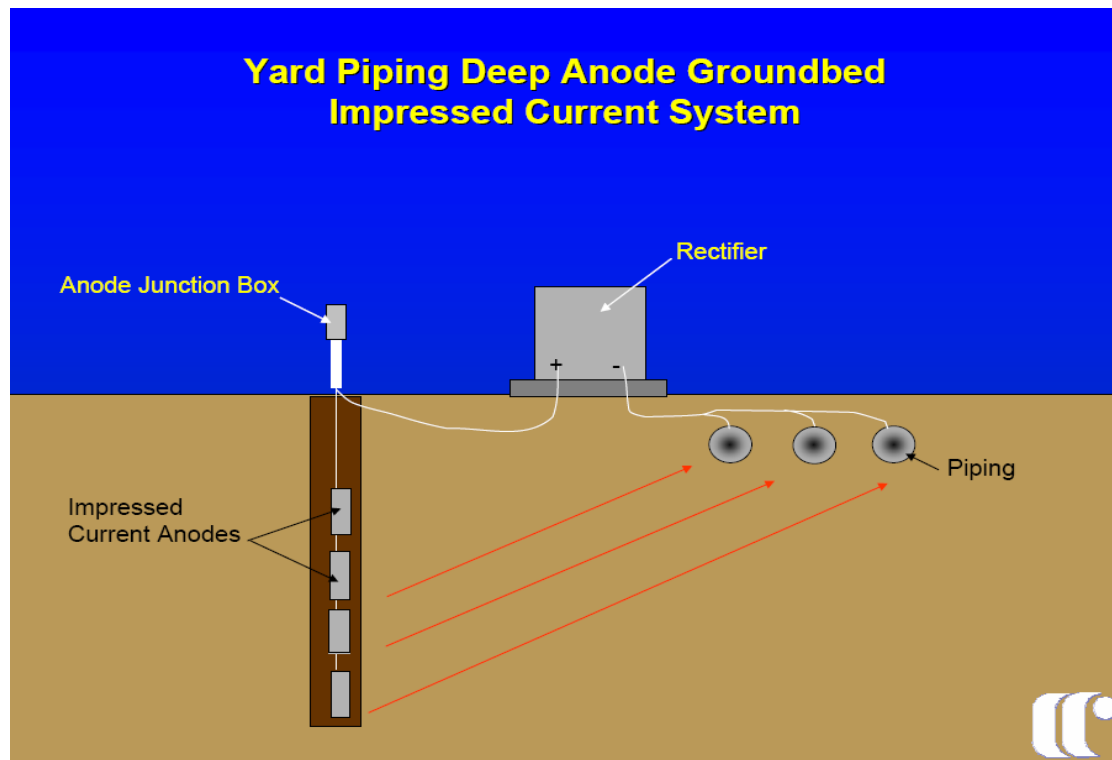 Yard Piping Deep Anode Groundbed
Impressed Current System
Rectifier
Anode Junction Box
+ -
Piping
Impressed
Current Anodes